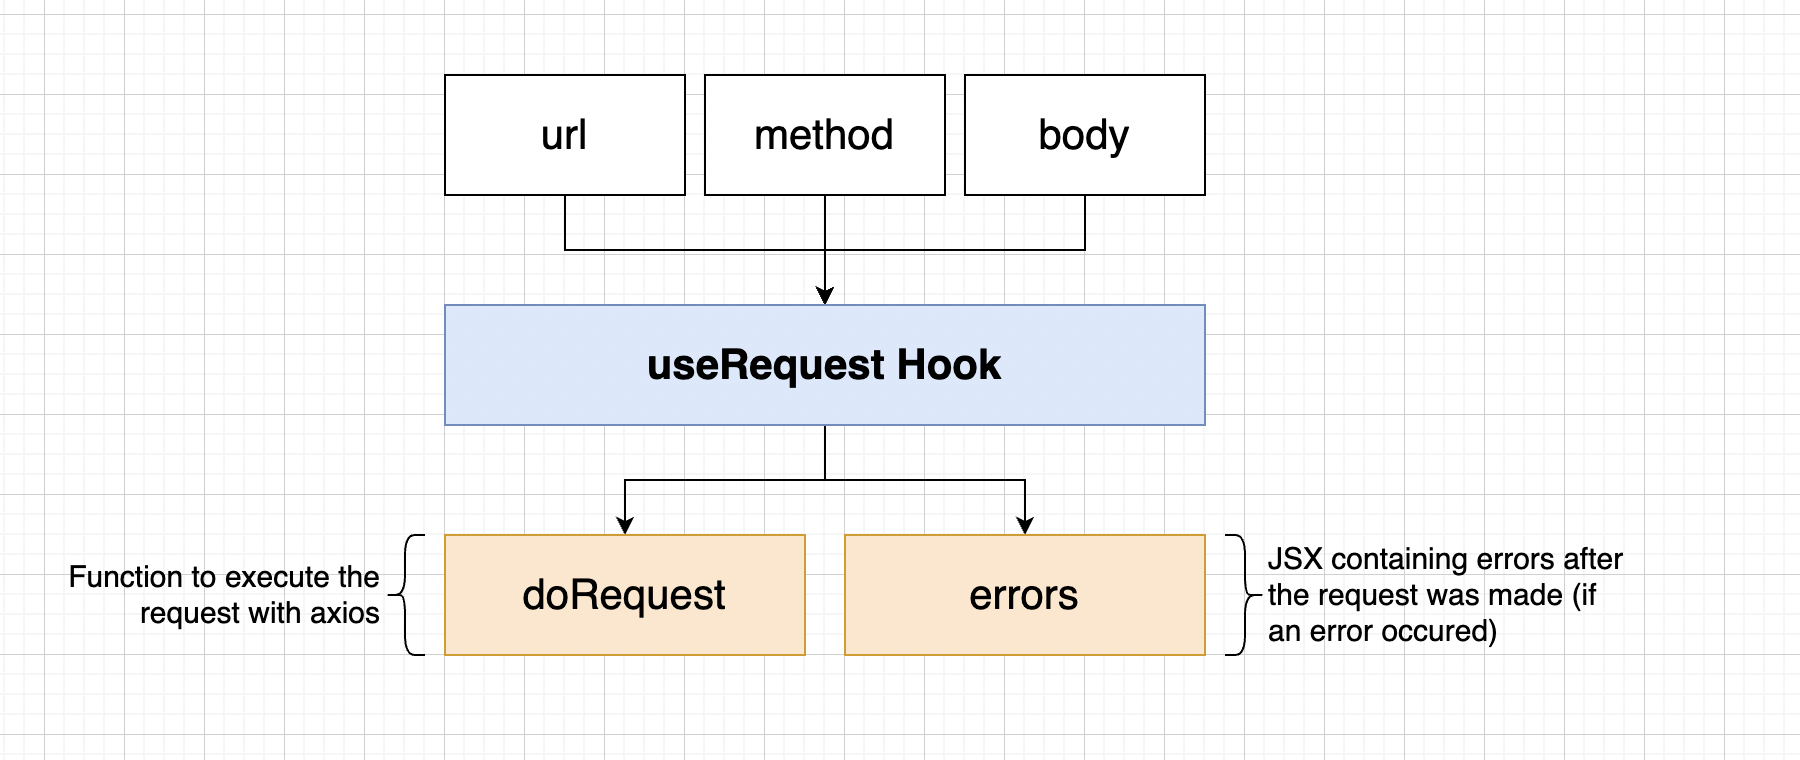 url
method
body
useRequest Hook
Function to execute the
request with axios
doRequest
errors
JSX containing errors after
the request was made (if
an error occured)